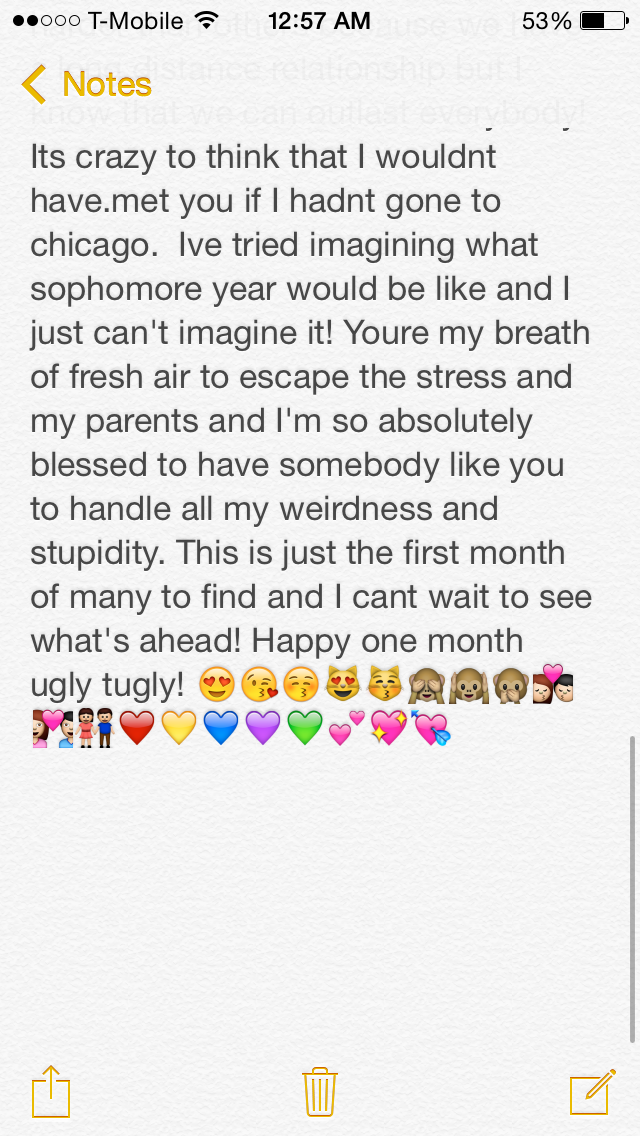 T-Mobile 12:57 AM 53%
Notes
long distance relationship but I
know that we can outlast everybody!
Its crazy to think that I wouldnt
have.met you if I hadnt gone to
chicago.  Ive tried imagining what
sophomore year would be like and I
just can't imagine it! Youre my breath
of fresh air to escape the stress and
my parents and I'm so absolutely
blessed to have somebody like you
to handle all my weirdness and
stupidity. This is just the first month
of many to find and I cant wait to see
what's ahead! Happy one month
ugly tugly! 😍😘😚😻😽🙈🙉🙊💏
💑👫❤️💛💙💜💚💕💖💘